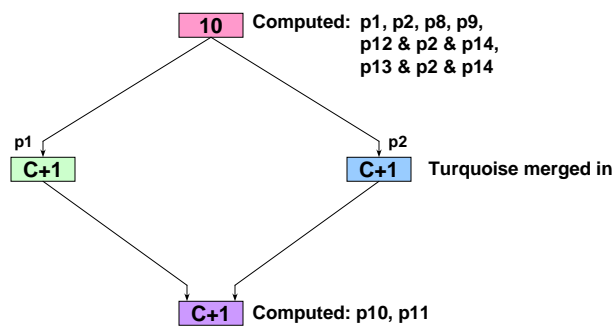 10
Computed: p1, p2, p8, p9,
p12 & p2 & p14,
p13 & p2 & p14
p1
p2
C+1
C+1
Turquoise merged in
C+1
Computed: p10, p11